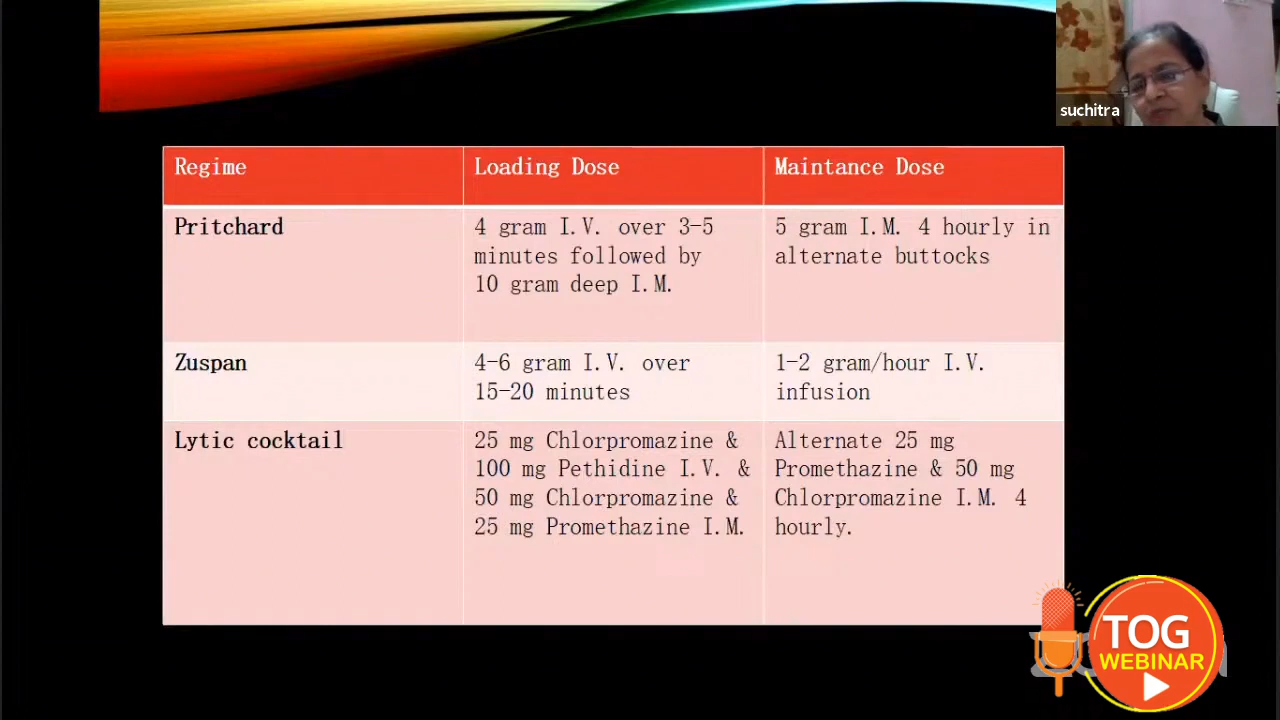 suchitra
Regime Loading Dose Maintance Dose
Pritchard
4 gram I.V. over 3-5
minutes followed by
10 gram deep I.M.
5 gram I.M. 4 hourly in
alternate buttocks
Zuspan
4-6 gram I.V. over
15-20 minutes
1-2 gram/hour I.V.
infusion
Lytic cocktail
25 mg Chlorpromazine &
100 mg Pethidine I.V. &
50 mg Chlorpromazine &
25 mg Promethazine I.M.
Alternate 25 mg
Promethazine & 50 mg
Chlorpromazine I.M. 4
hourly.
TOG
WEBINAR